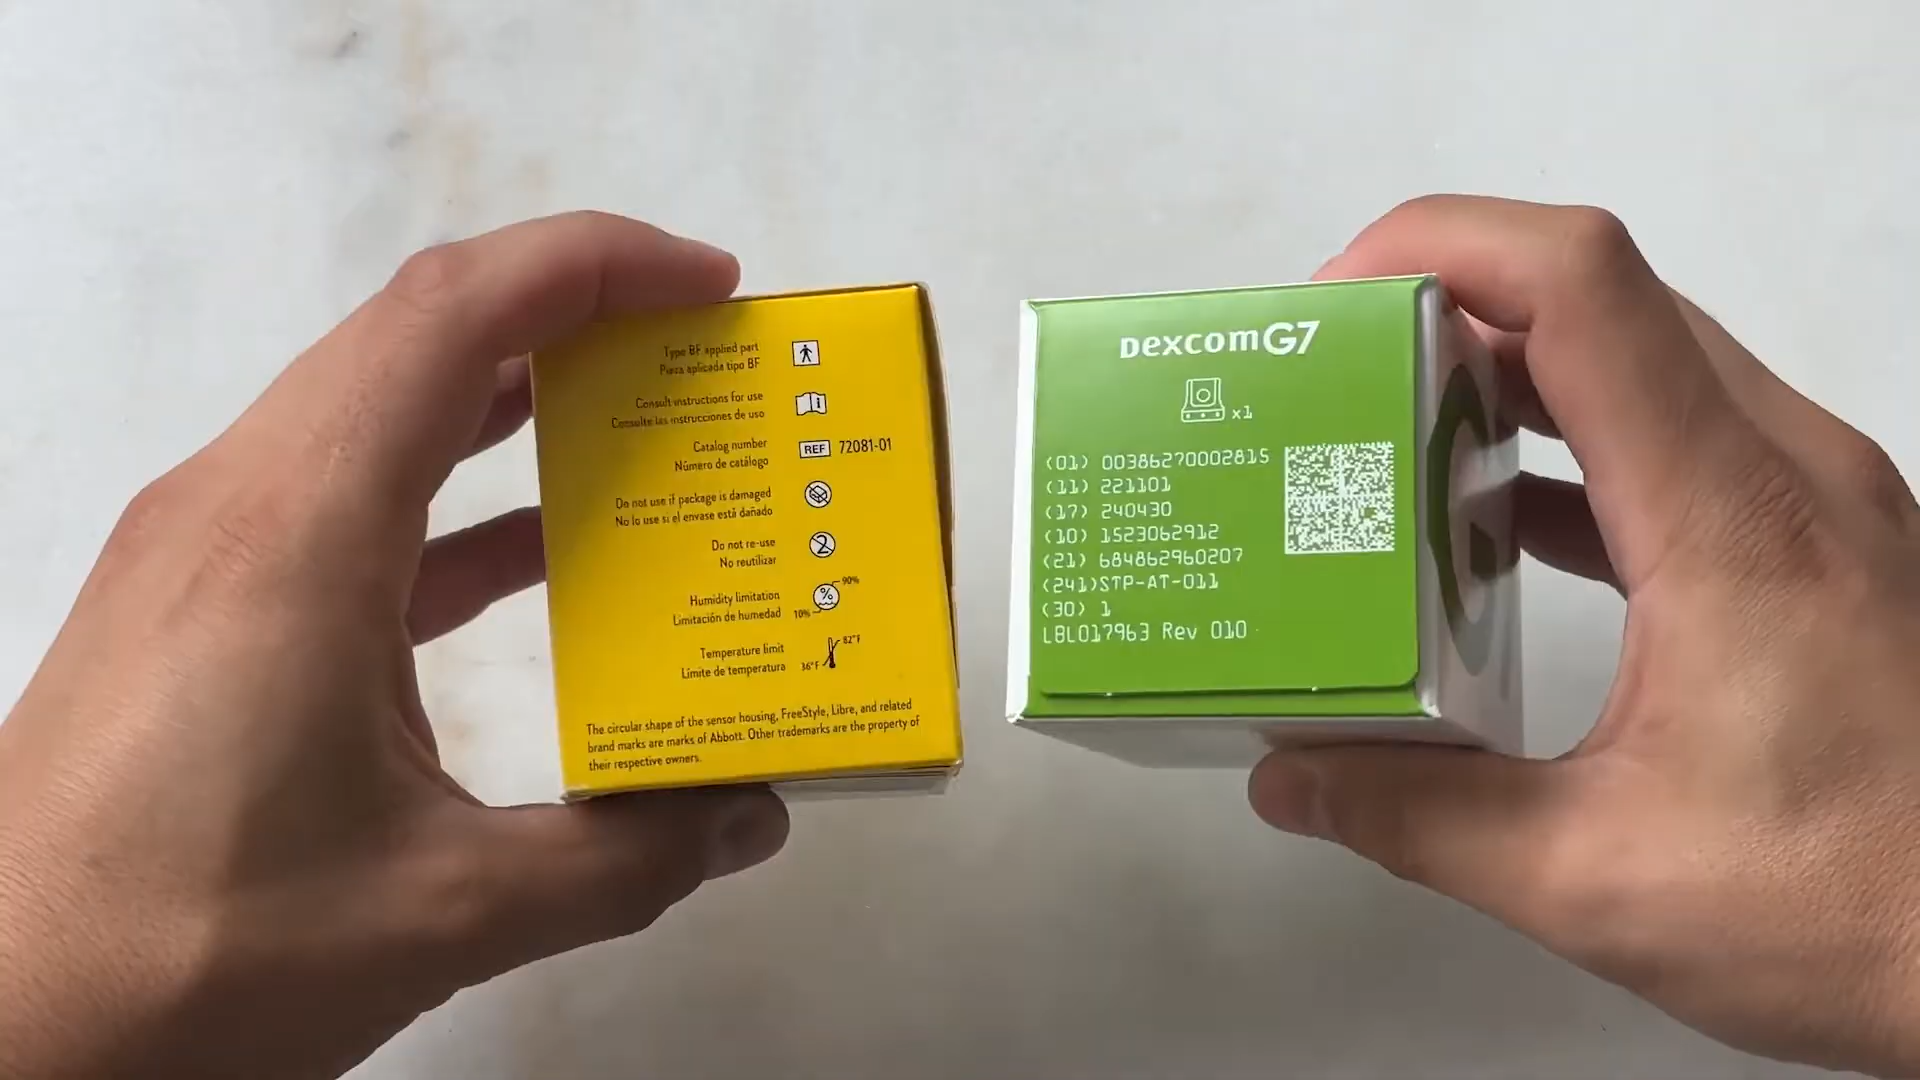 Type BF applied part
Pieza aplicada tipo BF
Consult instructions for use
Consulte las instrucciones de uso
Catalog number
Número de catálogo
REF 72081-01
Do not use if package is damaged
No lo use si el envase está dañado
Do not re-use
No reutilizar
2
Humidity limitation
Limitación de humedad
90%
%
10%
Temperature limit
Límite de temperatura
82°F
36°F
The circular shape of the sensor housing, FreeStyle, Libre, and related
brand marks are marks of Abbott. Other trademarks are the property of
their respective owners.
Dexcom G7
x1
(01) 00386270002815
(11) 221101
(17) 240430
(10) 1523062912
(21) 684862960207
(241)STP-AT-011
(30) 1
LBL017963 Rev 010